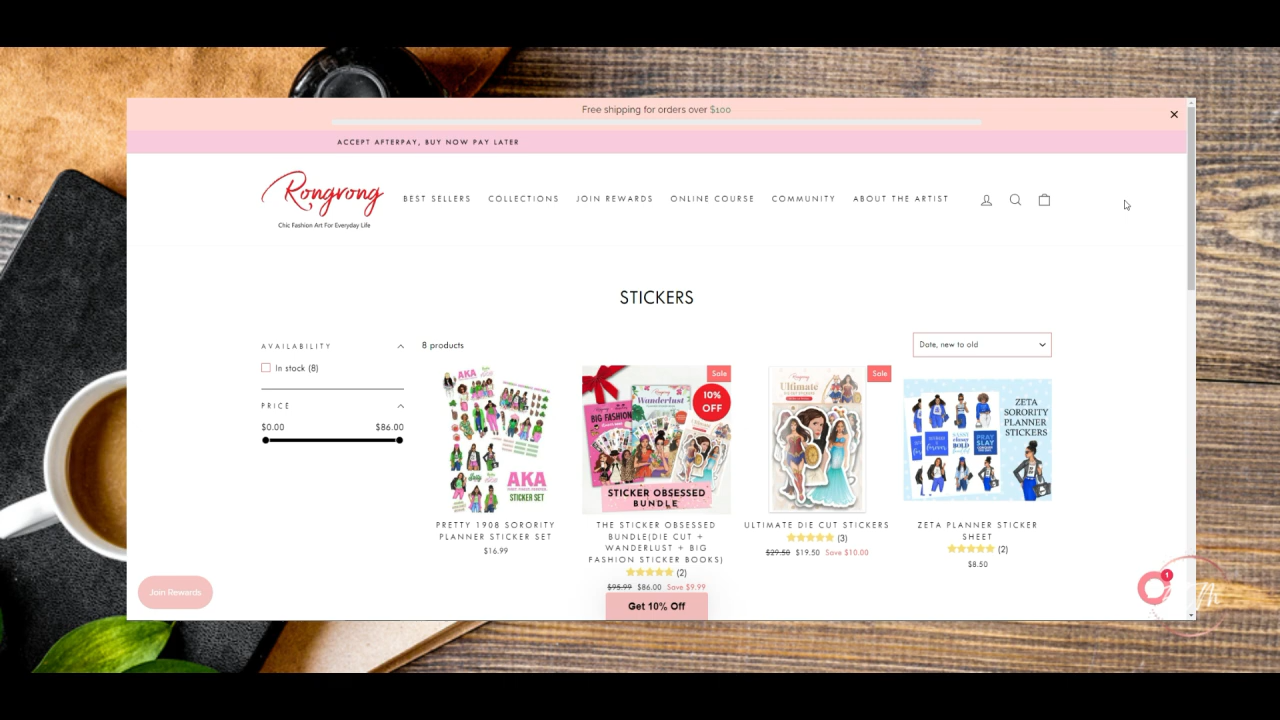 Free shipping for orders over $100
ACCEPT AFTERPAY, BUY NOW PAY LATER
Rongrong
Chic Fashion Art For Everyday Life
BEST SELLERS
COLLECTIONS
JOIN REWARDS
ONLINE COURSE
COMMUNITY
ABOUT THE ARTIST
STICKERS
AVAILABILITY
In stock (8)
PRICE
$0.00
$86.00
8 products
Date, new to old
AKA
AKA
STICKER SET
PRETTY 1908 SORORITY
PLANNER STICKER SET
$16.99
Sale
10%
OFF
Wanderlust
BIG FASHION
STICKER OBSESSED
BUNDLE
THE STICKER OBSESSED
BUNDLE(DIE CUT +
WANDERLUST + BIG
FASHION STICKER BOOKS)
(2)
$95.99 $86.00 Save $9.99
Sale
Ultimate
ULTIMATE DIE CUT STICKERS
(3)
$29.50 $19.50 Save $10.00
ZETA
SORORITY
PLANNER
STICKERS
PRAY
SLAY
ZETA PLANNER STICKER
SHEET
(2)
$8.50
Join Rewards
Get 10% Off
1